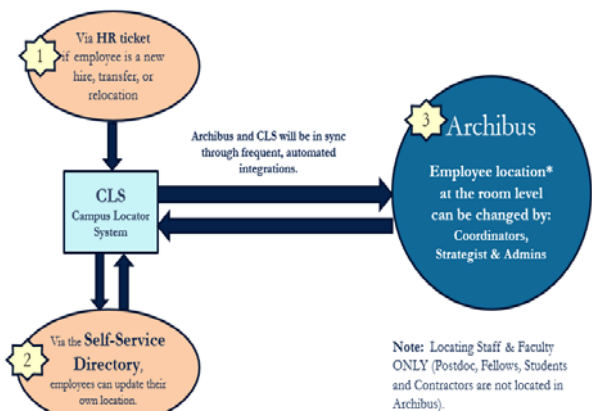 1
Via HR ticket
if employee is a new
hire, transfer, or
relocation
Archibus and CLS will be in sync
through frequent, automated
integrations.
3
Archibus
Employee location*
at the room level
can be changed by:
Coordinators,
Strategist & Admins
CLS
Campus Locator
System
2
Via the Self-Service
Directory,
employees can update their
own location.
Note: Locating Staff & Faculty
ONLY (Postdoc, Fellows, Students
and Contractors are not located in
Archibus).